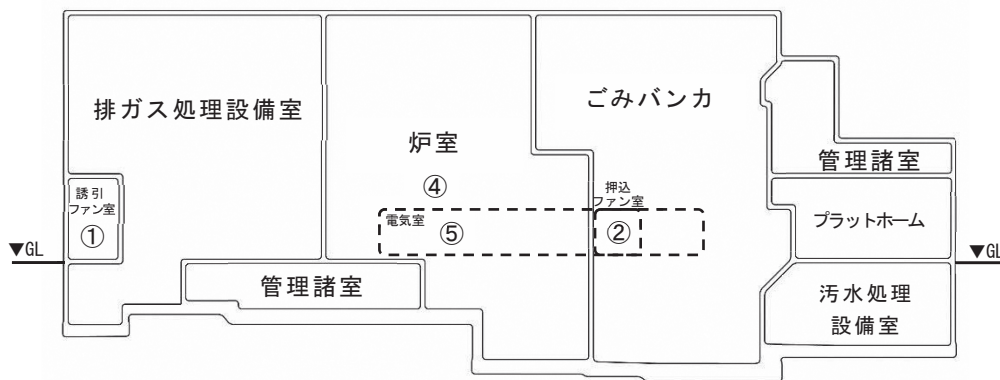 排ガス処理設備室
ごみバンカ
炉室
④
管理諸室
誘引
ファン室
①
電気室
⑤
押込
ファン室
②
プラットホーム
▼GL
▼GL
管理諸室
汚水処理
設備室